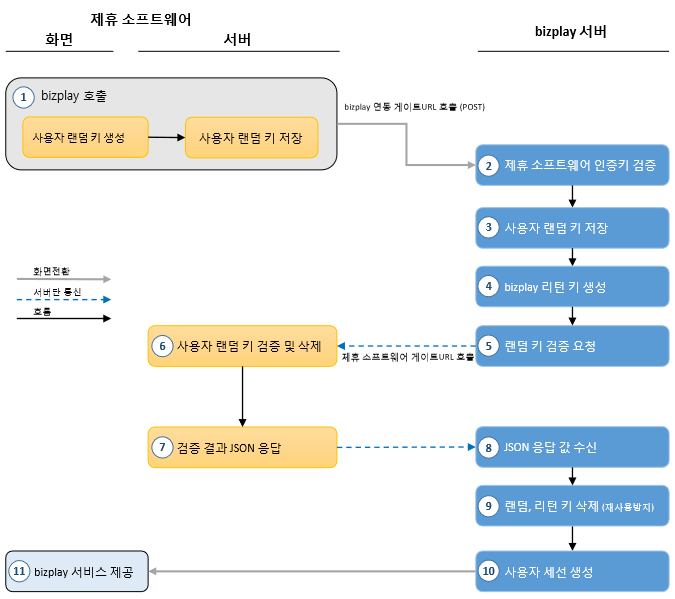 제휴 소프트웨어
화면
서버
bizplay 서버
1 bizplay 호출
사용자 랜덤 키 생성
사용자 랜덤 키 저장
bizplay 연동 게이트URL 호출 (POST)
2 제휴 소프트웨어 인증키 검증
3 사용자 랜덤 키 저장
4 bizplay 리턴 키 생성
화면전환
서버단 통신
흐름
5 랜덤 키 검증 요청
제휴 소프트웨어 게이트URL 호출
6 사용자 랜덤 키 검증 및 삭제
7 검증 결과 JSON 응답
8 JSON 응답 값 수신
9 랜덤, 리턴 키 삭제 (재사용방지)
10 사용자 세선 생성
11 bizplay 서비스 제공